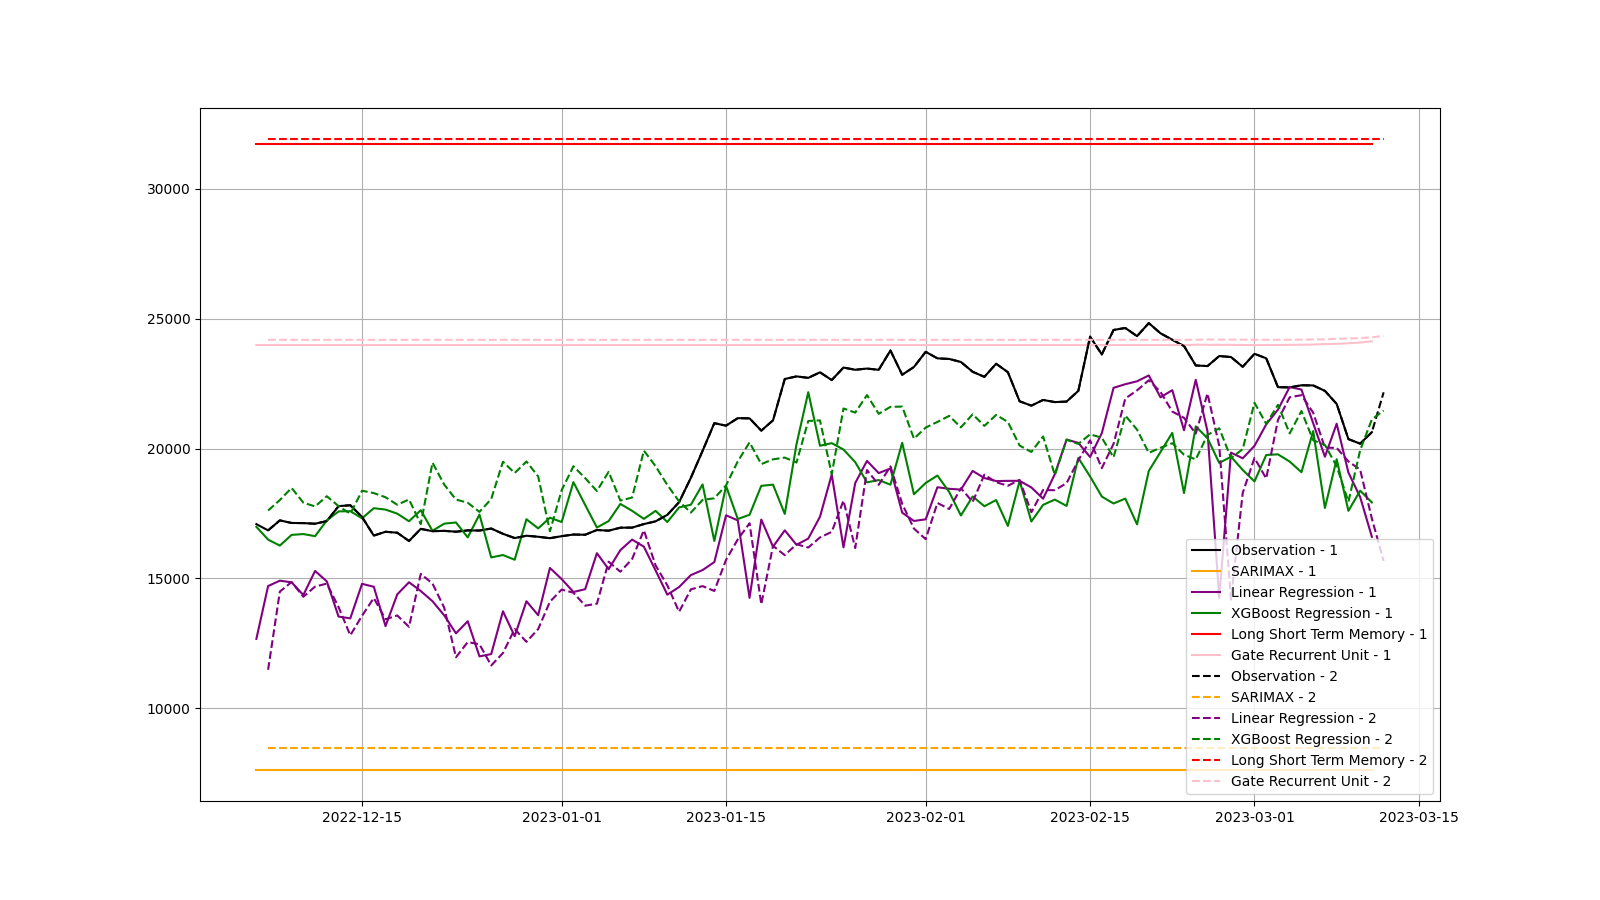 30000
25000
20000
15000
10000
Observation - 1
SARIMAX - 1
Linear Regression - 1
XGBoost Regression - 1
Long Short Term Memory - 1
Gate Recurrent Unit - 1
Observation - 2
SARIMAX - 2
Linear Regression - 2
XGBoost Regression - 2
Long Short Term Memory - 2
Gate Recurrent Unit - 2
2022-12-15 2023-01-01 2023-01-15 2023-02-01 2023-02-15 2023-03-01 2023-03-15